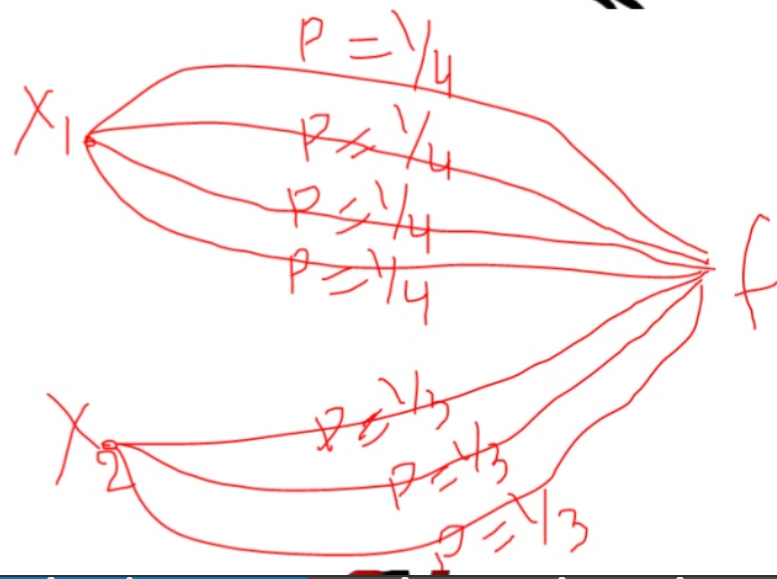 P = 1/4
X1
P = 1/4
P = 1/4
P = 1/4
f
X2
P = 1/3
P = 1/3
P = 1/3